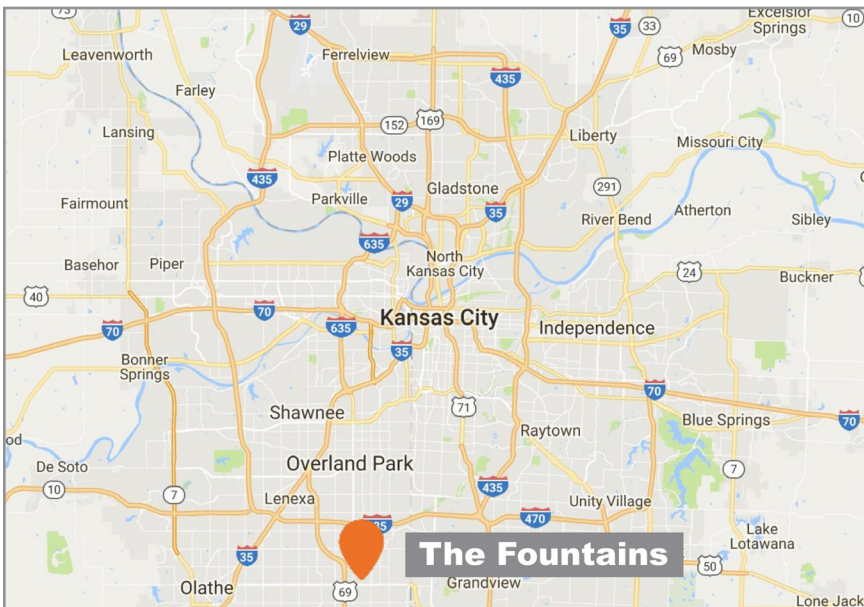 73
29
35
33
Excelsior
Springs
10
Leavenworth
Ferrelview
Mosby
69
435
Farley
Lansing
152
169
Liberty
Missouri City
Platte Woods
435
Gladstone
291
Fairmount
Parkville
29
35
River Bend
Atherton
Sibley
635
North
Kansas City
Basehor
Piper
24
Buckner
40
70
Kansas City
70
635
Independence
35
Bonner
Springs
70
Shawnee
71
Blue Springs
70
Raytown
od
De Soto
Overland Park
7
10
7
Lenexa
435
Unity Village
470
35
35
Lake
Lotawana
The Fountains
50
Olathe
69
Grandview
Lone Jack